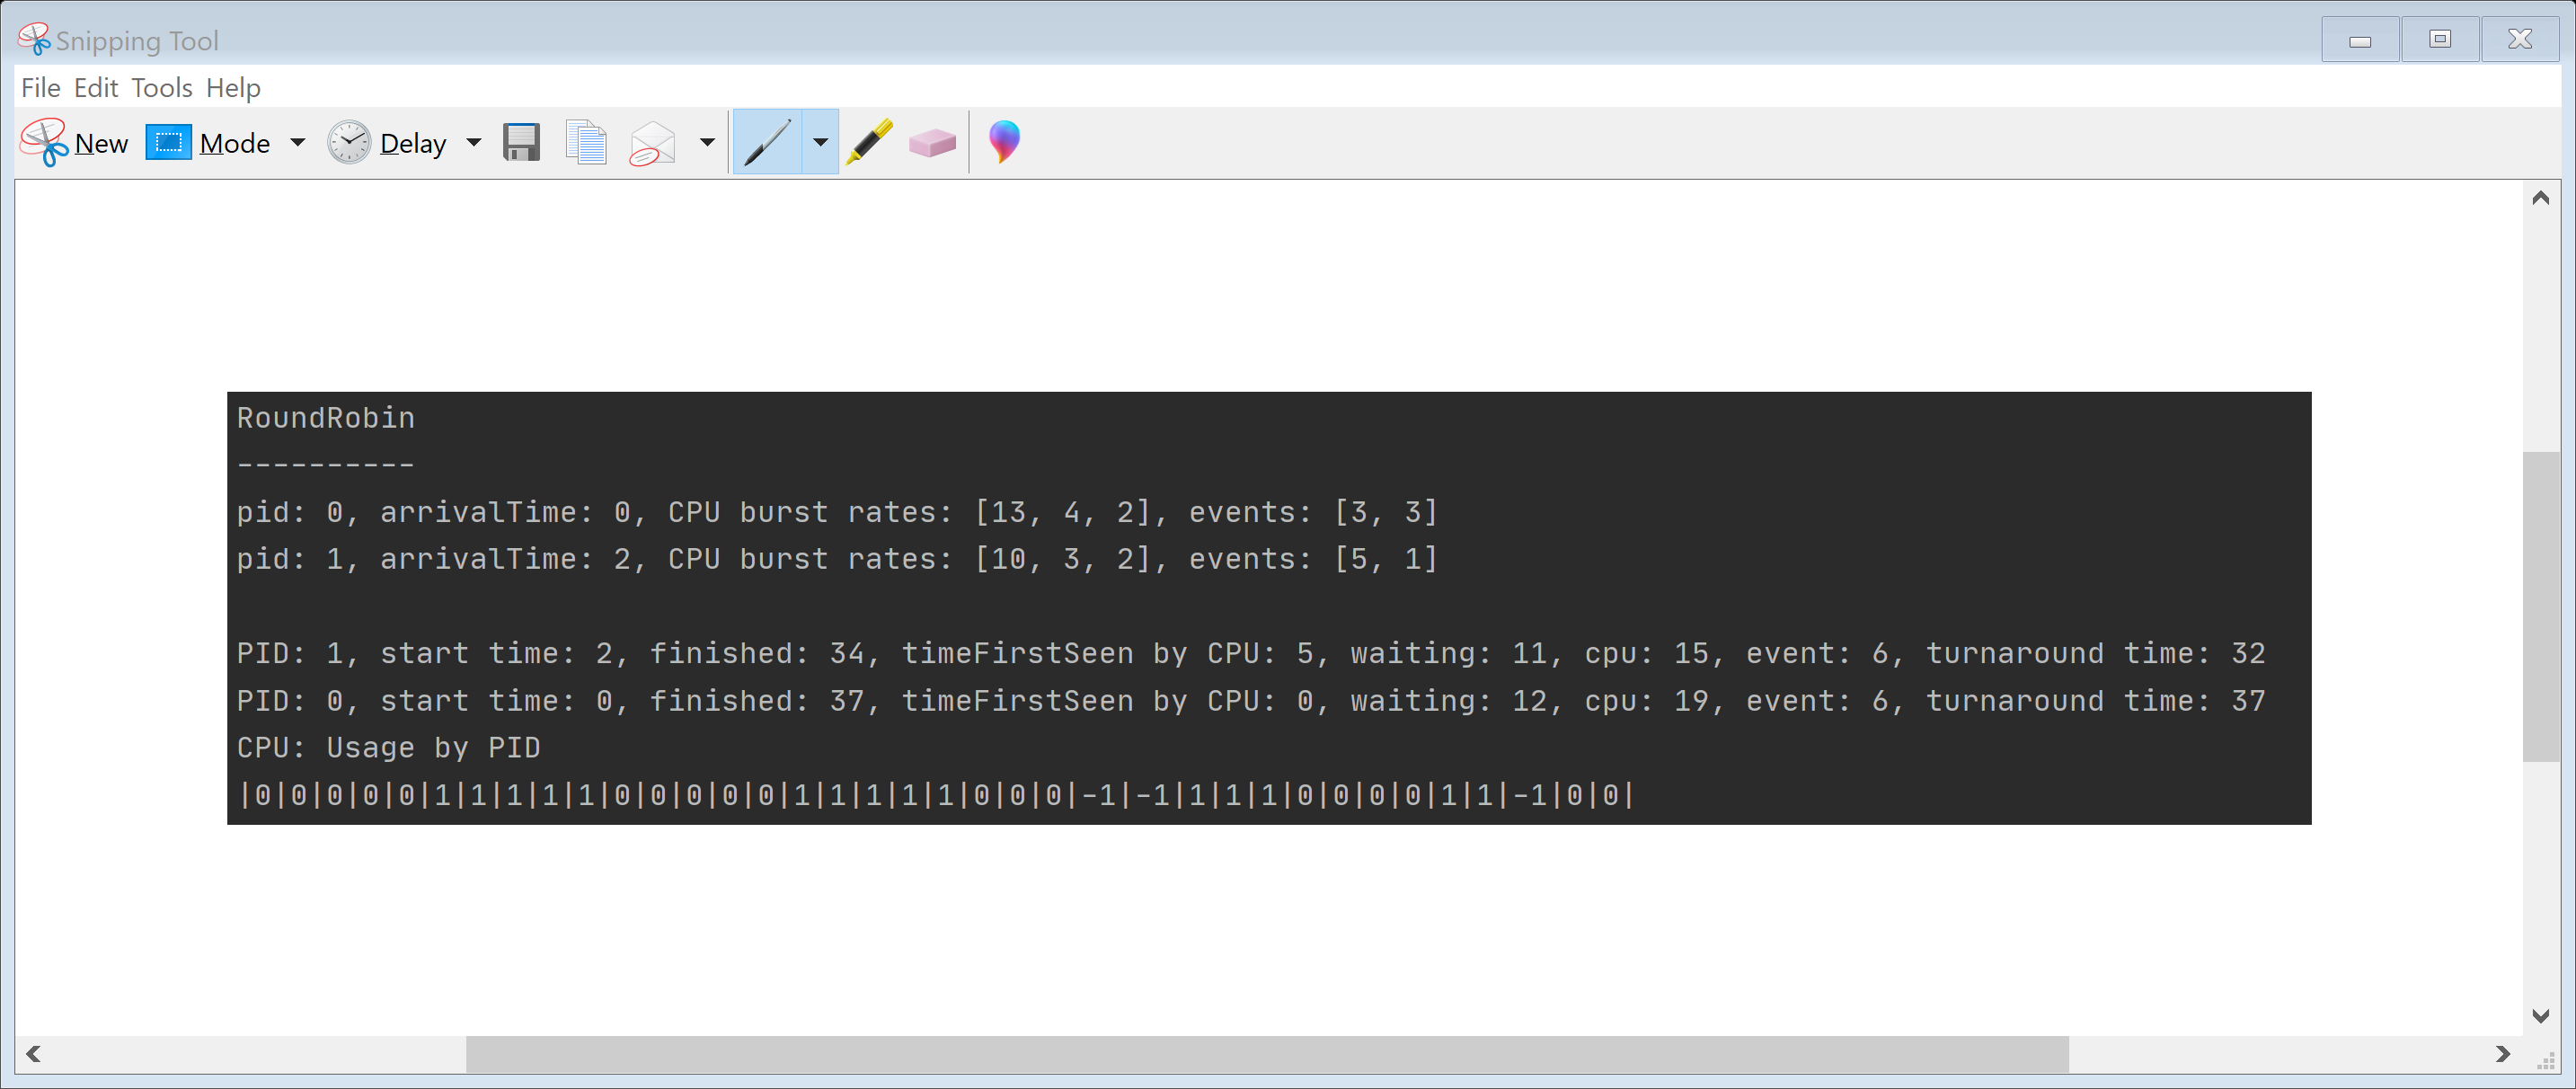 Snipping Tool
File Edit Tools Help
New Mode Delay
RoundRobin
----------
pid: 0, arrivalTime: 0, CPU burst rates: [13, 4, 2], events: [3, 3]
pid: 1, arrivalTime: 2, CPU burst rates: [10, 3, 2], events: [5, 1]
PID: 1, start time: 2, finished: 34, timeFirstSeen by CPU: 5, waiting: 11, cpu: 15, event: 6, turnaround time: 32
PID: 0, start time: 0, finished: 37, timeFirstSeen by CPU: 0, waiting: 12, cpu: 19, event: 6, turnaround time: 37
CPU: Usage by PID
|0|0|0|0|0|1|1|1|1|1|0|0|0|0|0|1|1|1|1|1|0|0|0|-1|-1|1|1|1|0|0|0|0|1|1|-1|0|0|